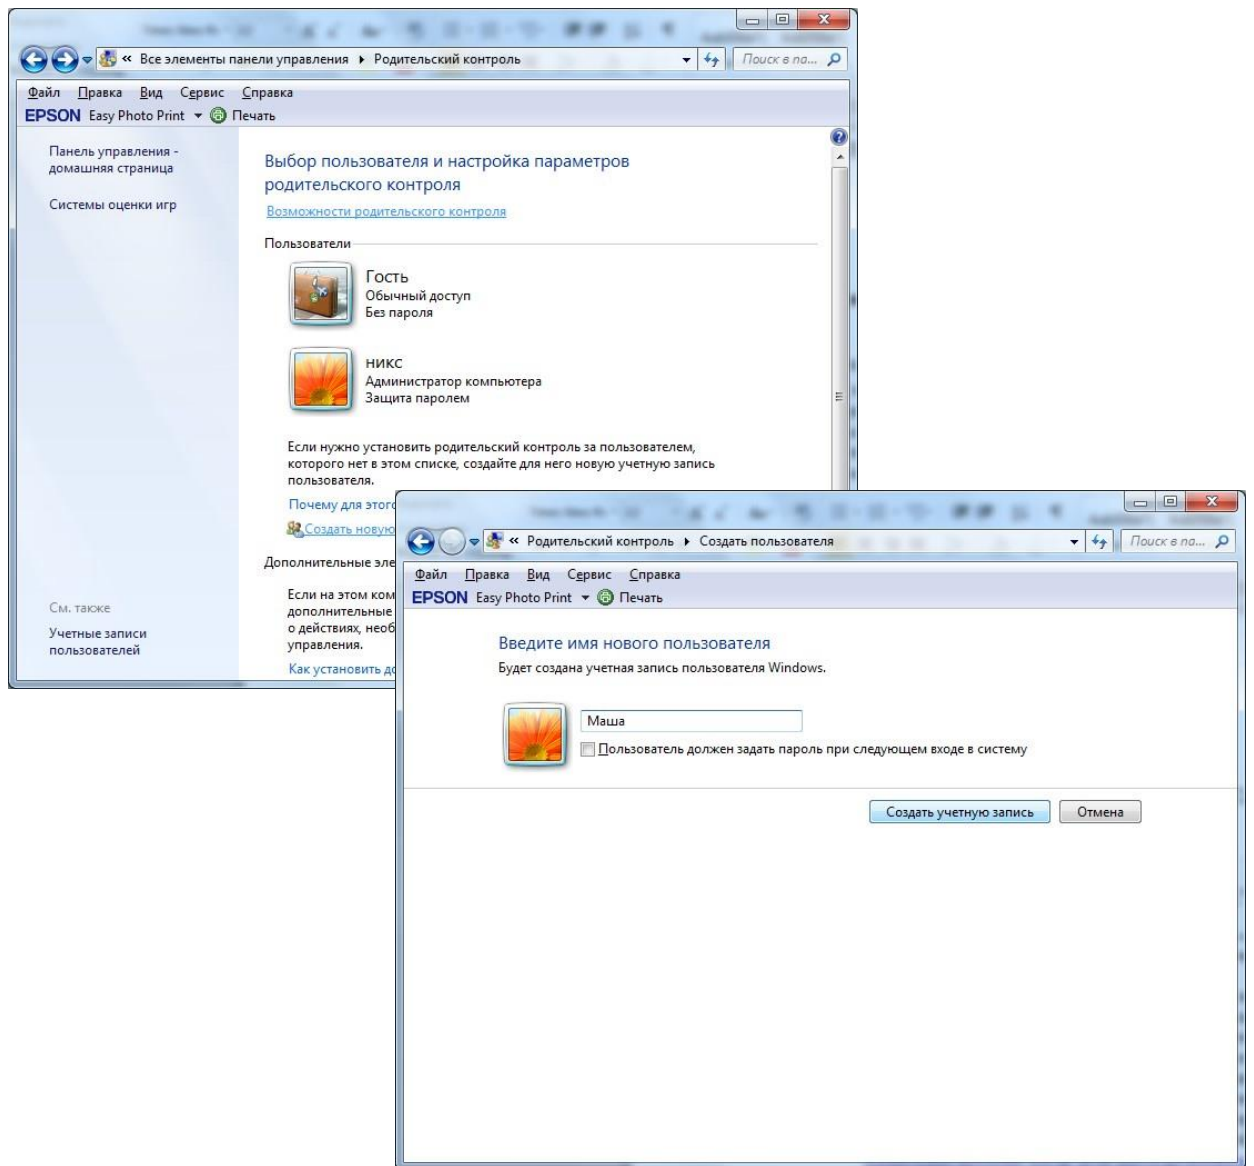 « Все элементы панели управления ▸ Родительский контроль
Поиск в па...
Файл Правка Вид Сервис Справка
EPSON Easy Photo Print Печать
Панель управления -
домашняя страница
Системы оценки игр
См. также
Учетные записи
пользователей
Выбор пользователя и настройка параметров
родительского контроля
Возможности родительского контроля
Пользователи
Гость
Обычный доступ
Без пароля
никс
Администратор компьютера
Защита паролем
Если нужно установить родительский контроль за пользователем,
которого нет в этом списке, создайте для него новую учетную запись
пользователя.
Почему для этого
Создать новую
Дополнительные эле
Если на этом ком
дополнительные
о действиях, необ
управления.
Как установить до
« Родительский контроль ▸ Создать пользователя
Поиск в па...
Файл Правка Вид Сервис Справка
EPSON Easy Photo Print Печать
Введите имя нового пользователя
Будет создана учетная запись пользователя Windows.
Маша
Пользователь должен задать пароль при следующем входе в систему
Создать учетную запись Отмена